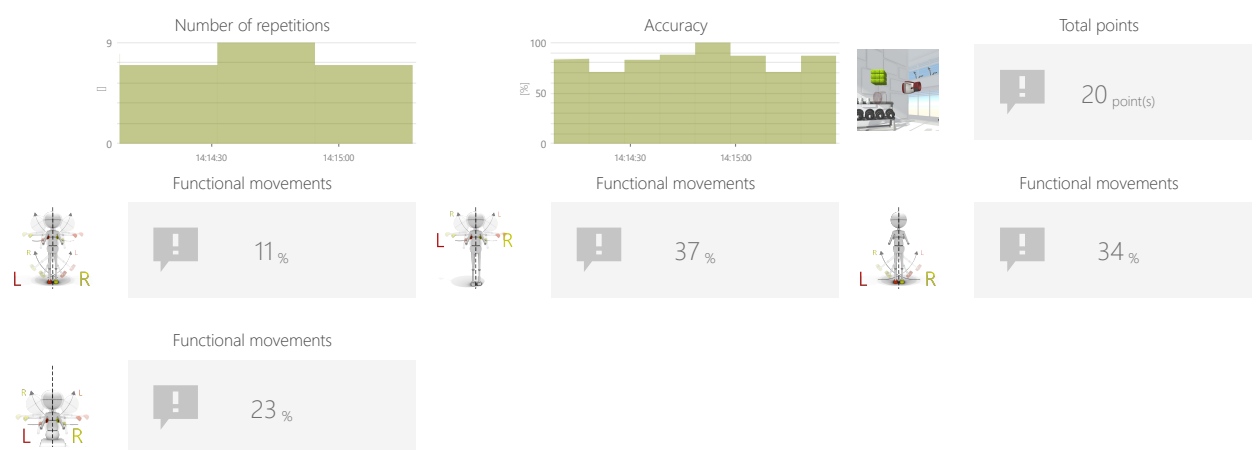 Number of repetitions
9
[]
0
14:14:30 14:15:00
Accuracy
100
[%]
50
0
14:14:30 14:15:00
Total points
20 point(s)
Functional movements
R L
L R
11 %
Functional movements
R L
L R
37 %
Functional movements
R L
L R
34 %
Functional movements
R L
L R
23 %